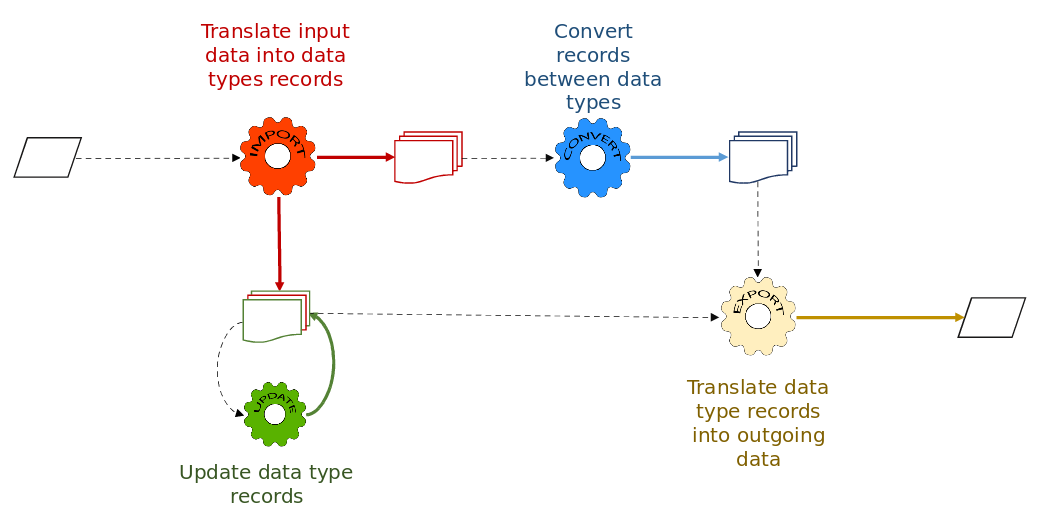 Translate input
data into data
types records
Convert
records
between data
types
IMPORT
CONVERT
EXPORT
UPDATE
Translate data
type records
into outgoing
data
Update data type
records